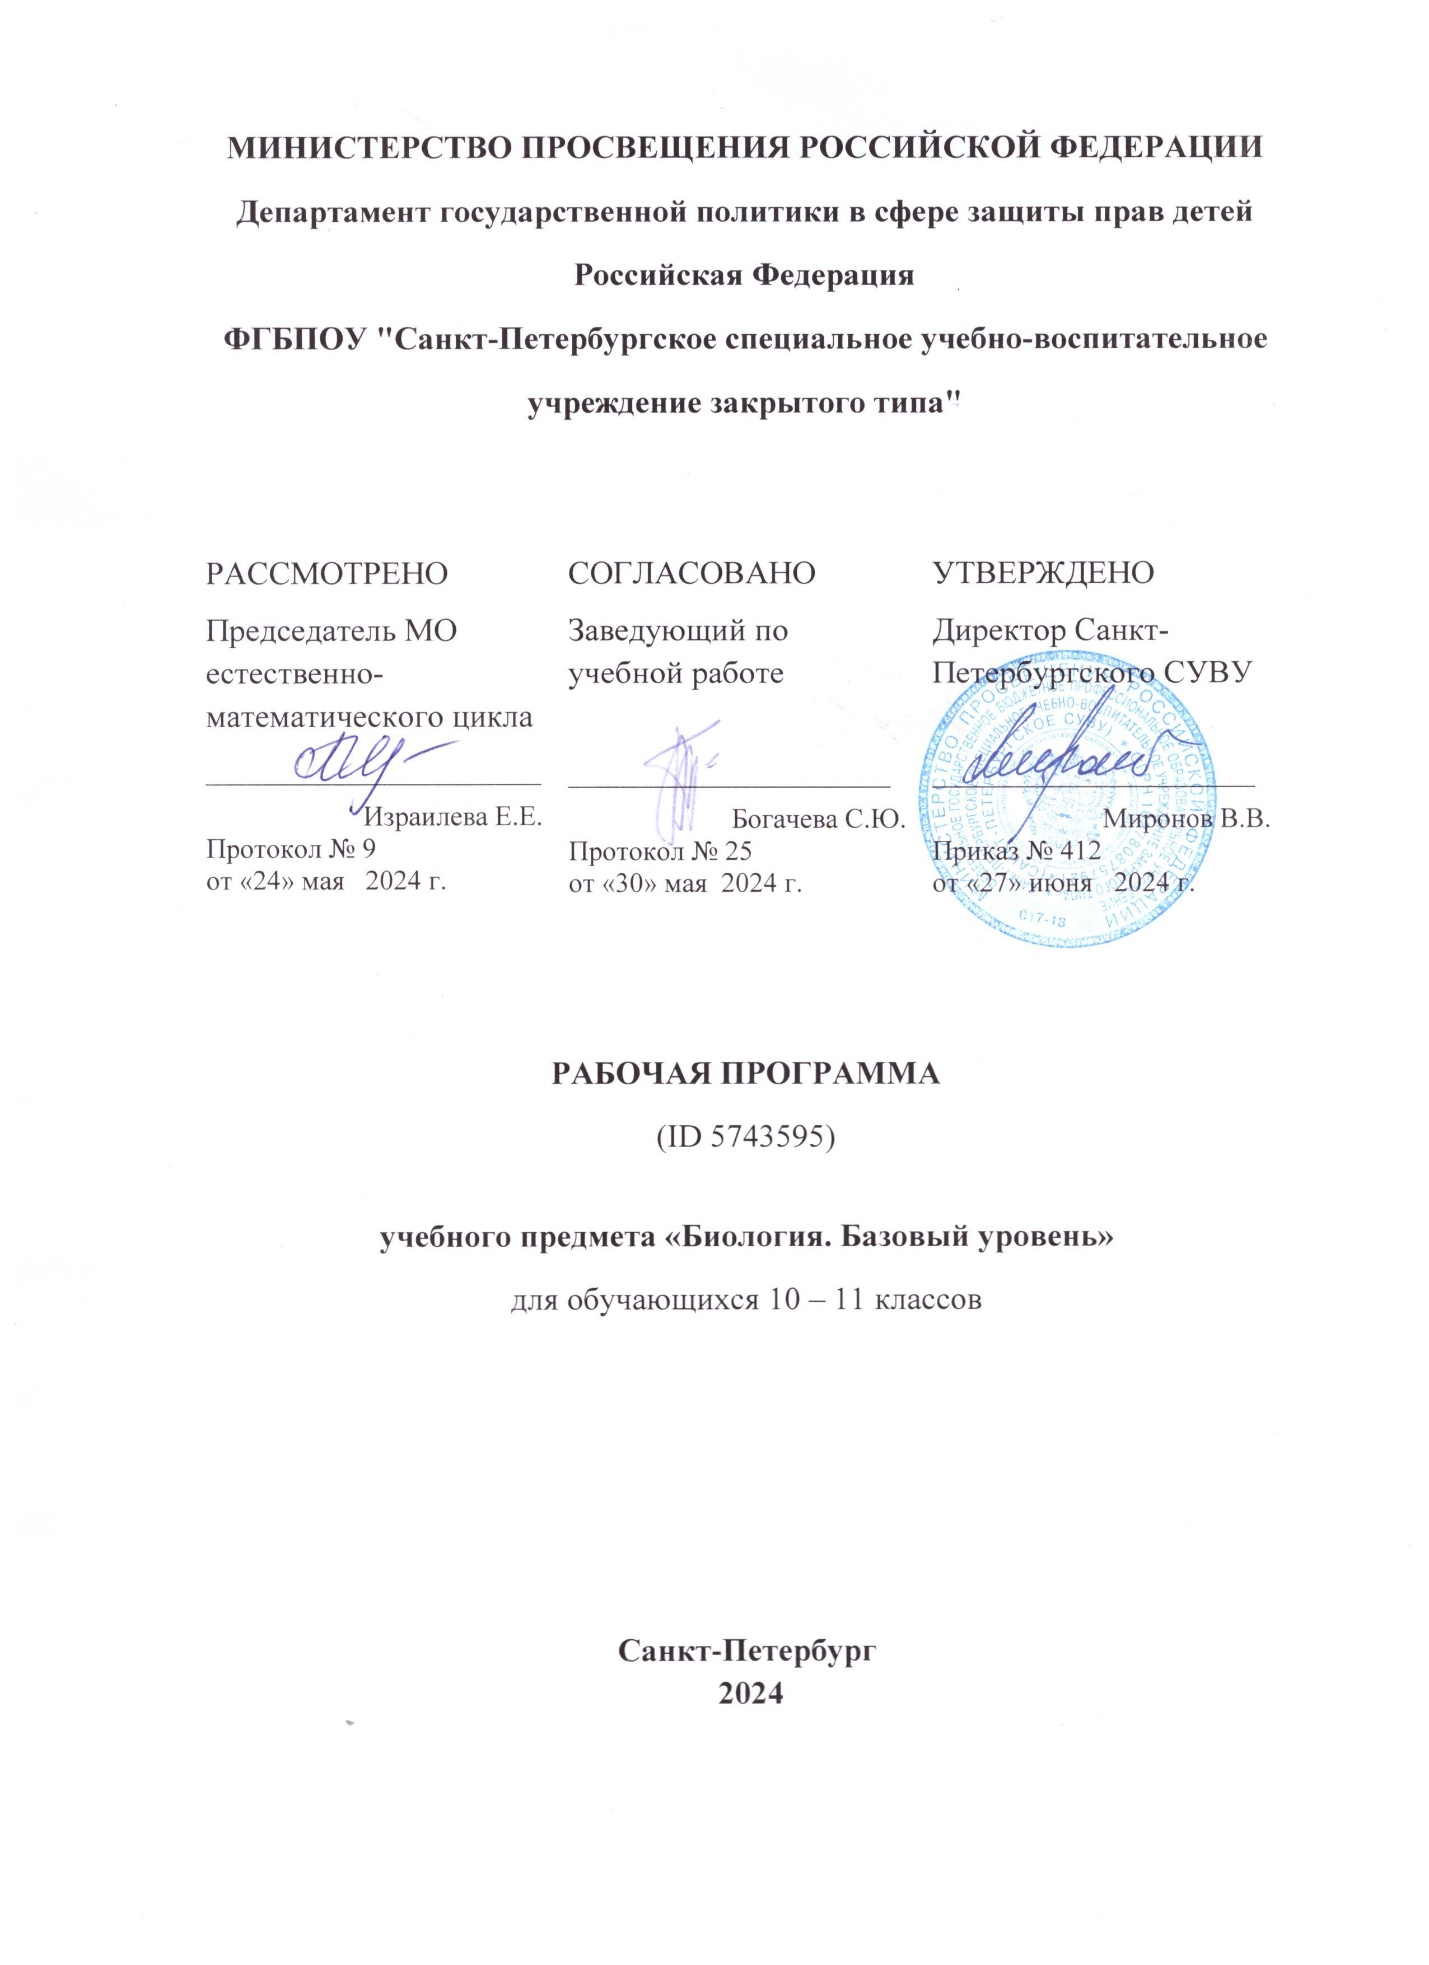 МИНИСТЕРСТВО ПРОСВЕЩЕНИЯ РОССИЙСКОЙ ФЕДЕРАЦИИ
Департамент государственной политики в сфере защиты прав детей
Российская Федерация
ФГБПОУ "Санкт-Петербургское специальное учебно-воспитательное
учреждение закрытого типа"
РАССМОТРЕНО
Председатель МО
естественно-
математического цикла
Израилева Е.Е.
Протокол № 9
от «24» мая 2024 г.
СОГЛАСОВАНО
Заведующий по
учебной работе
Богачева С.Ю.
Протокол № 25
от «30» мая 2024 г.
УТВЕРЖДЕНО
Директор Санкт-
Петербургского СУВУ
Миронов В.В.
Приказ № 412
от «27» июня 2024 г.
РАБОЧАЯ ПРОГРАММА
(ID 5743595)
учебного предмета «Биология. Базовый уровень»
для обучающихся 10 – 11 классов
Санкт-Петербург
2024